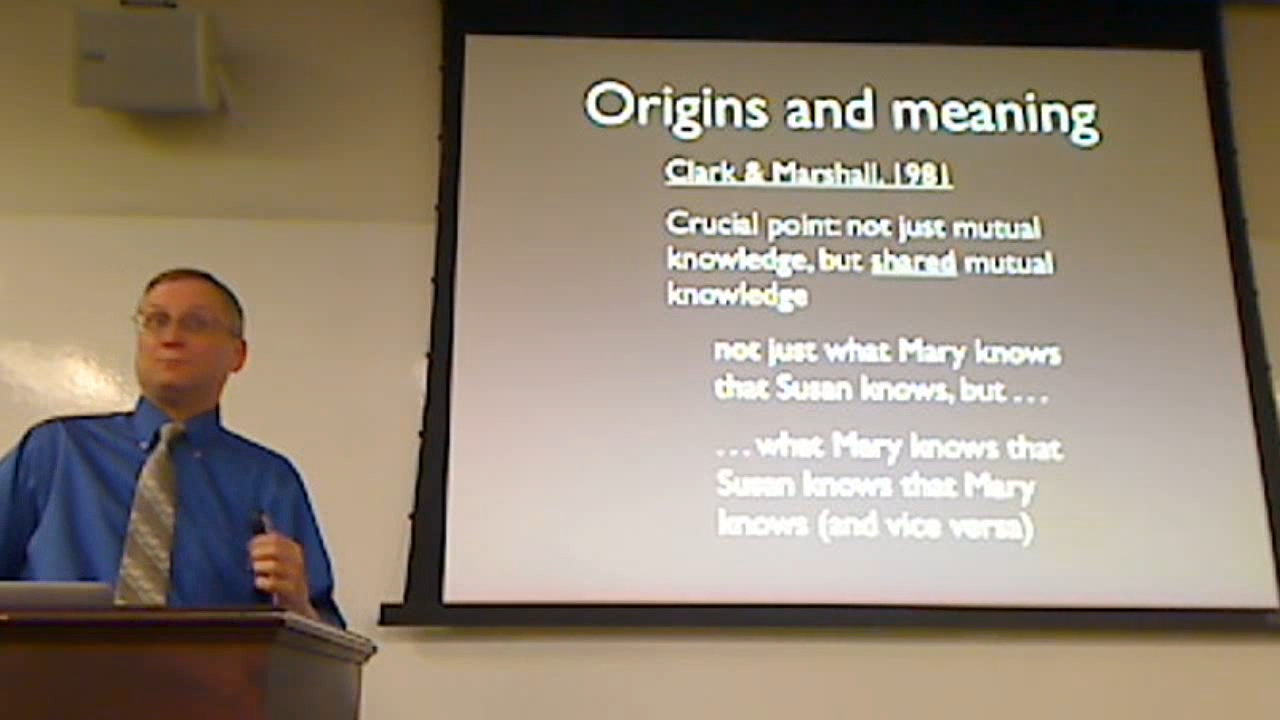 Origins and meaning
Clark & Marshall, 1981
Crucial point: not just mutual
knowledge, but shared mutual
knowledge
not just what Mary knows
that Susan knows, but . . .
. . . what Mary knows that
Susan knows that Mary
knows (and vice versa)